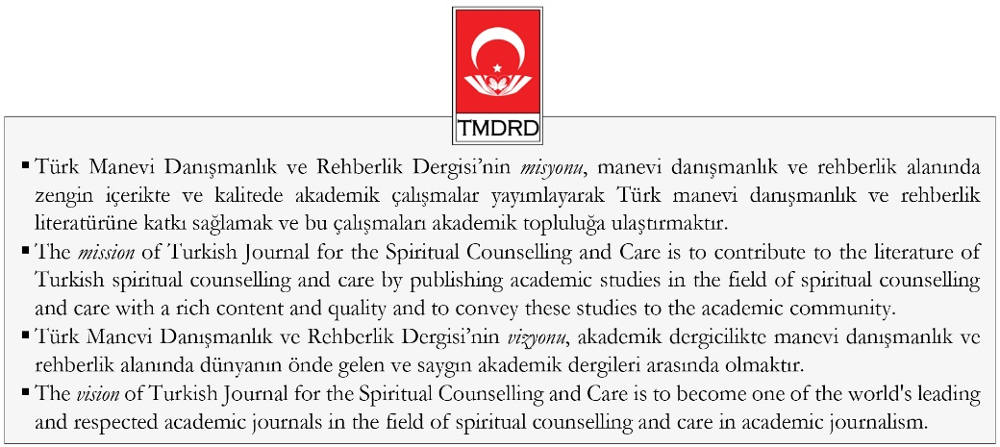 TMDRD
▪ Türk Manevi Danışmanlık ve Rehberlik Dergisi’nin misyonu, manevi danışmanlık ve rehberlik alanında
zengin içerikte ve kalitede akademik çalışmalar yayımlayarak Türk manevi danışmanlık ve rehberlik
literatürüne katkı sağlamak ve bu çalışmaları akademik topluluğa ulaştırmaktır.
▪ The mission of Turkish Journal for the Spiritual Counselling and Care is to contribute to the literature of
Turkish spiritual counselling and care by publishing academic studies in the field of spiritual counselling
and care with a rich content and quality and to convey these studies to the academic community.
▪ Türk Manevi Danışmanlık ve Rehberlik Dergisi’nin vizyonu, akademik dergicilikte manevi danışmanlık ve
rehberlik alanında dünyanın önde gelen ve saygın akademik dergileri arasında olmaktır.
▪ The vision of Turkish Journal for the Spiritual Counselling and Care is to become one of the world's leading
and respected academic journals in the field of spiritual counselling and care in academic journalism.